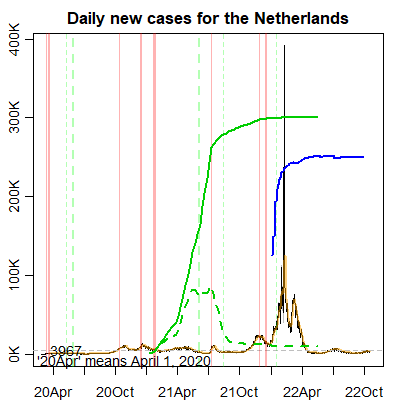 Daily new cases for the Netherlands
400K
300K
200K
100K
0K
3967
'20Apr' means April 1, 2020
20Apr 20Oct 21Apr 21Oct 22Apr 22Oct